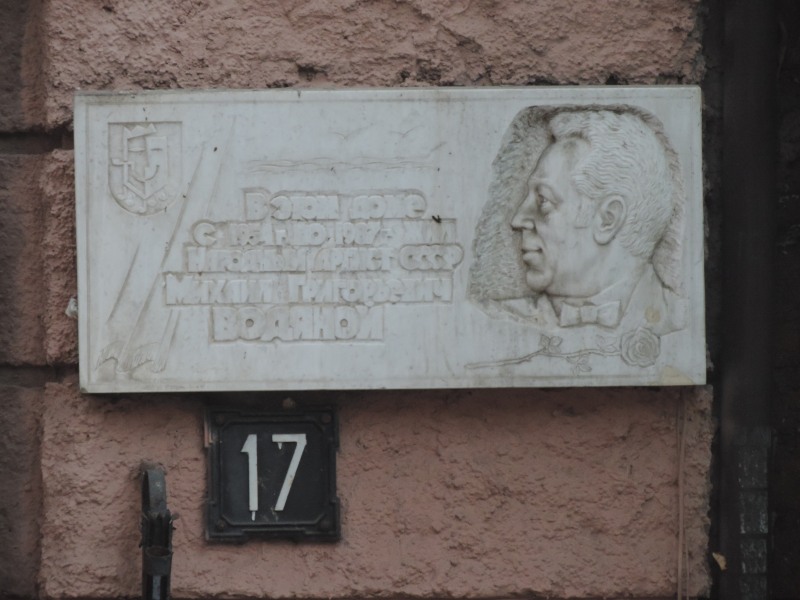 В этом доме
с жил
народный артист СССР
Михаил Григорьевич
ВОДЯНОЙ
17